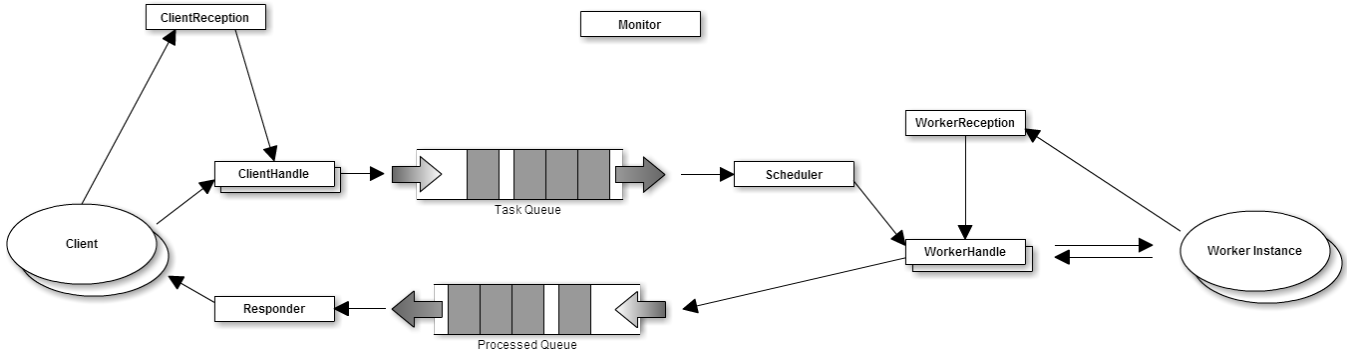 ClientReception
Monitor
WorkerReception
ClientHandle
Scheduler
Task Queue
Client
WorkerHandle
Worker Instance
Responder
Processed Queue